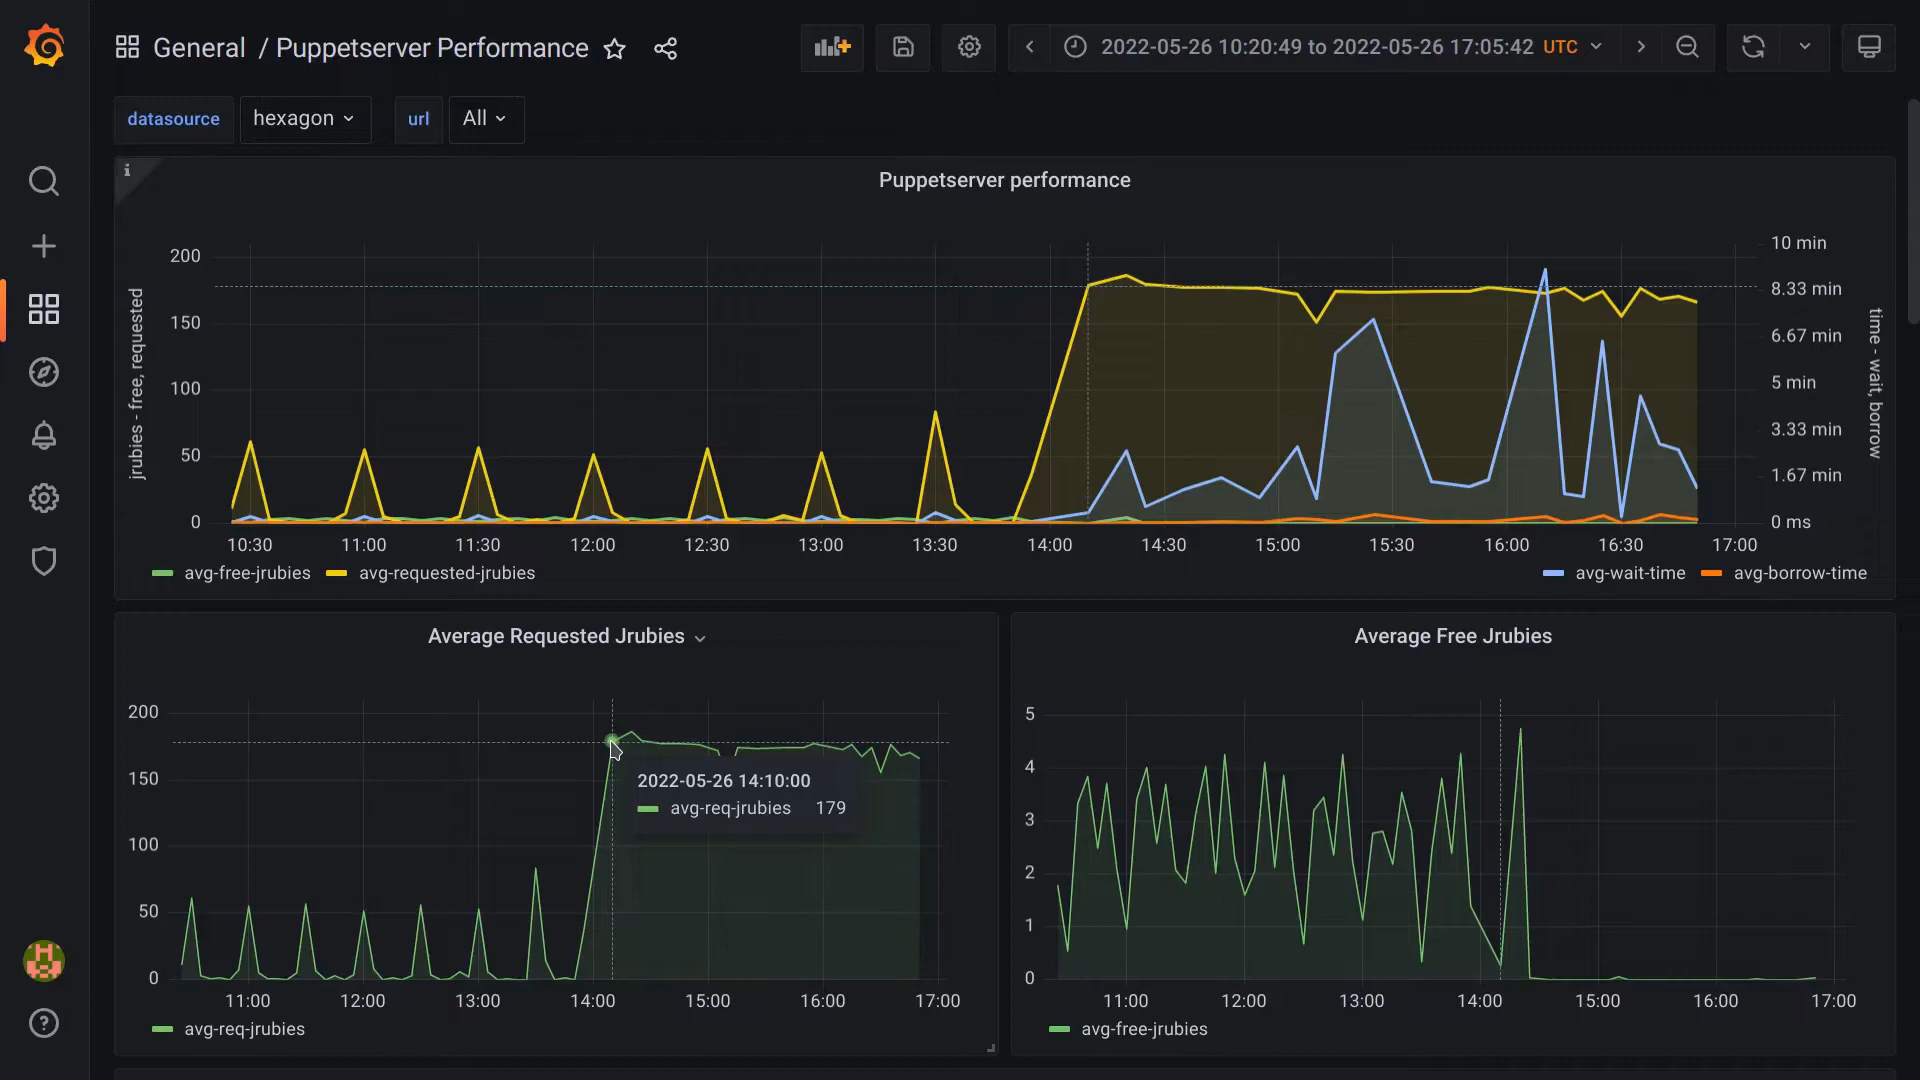 General / Puppetserver Performance
2022-05-26 10:20:49 to 2022-05-26 17:05:42 UTC
datasource hexagon url All
i
Puppetserver performance
200
150
100
50
0
jrubies - free, requested
10 min
8.33 min
6.67 min
5 min
3.33 min
1.67 min
0 ms
time - wait, borrow
10:30 11:00 11:30 12:00 12:30 13:00 13:30 14:00 14:30 15:00 15:30 16:00 16:30 17:00
avg-free-jrubies avg-requested-jrubies avg-wait-time avg-borrow-time
Average Requested Jrubies
200
150
100
50
0
2022-05-26 14:10:00
avg-req-jrubies 179
11:00 12:00 13:00 14:00 15:00 16:00 17:00
avg-req-jrubies
Average Free Jrubies
5
4
3
2
1
0
11:00 12:00 13:00 14:00 15:00 16:00 17:00
avg-free-jrubies